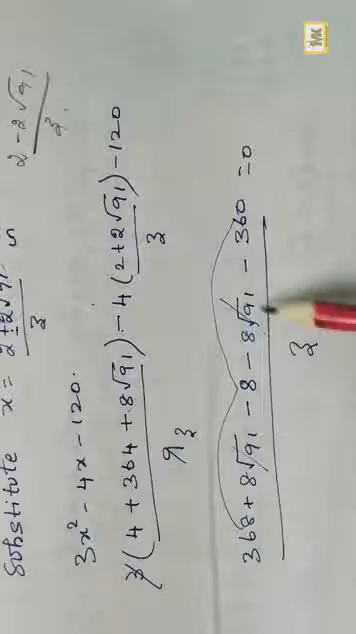 Substitute x = 2+2√91/3 2-2√91/3
3x² - 4x - 120.
3(4 + 364 + 8√91)/9 3 - 4(2+2√91)/3 - 120
368 + 8√91 - 8 - 8√91 - 360/3 = 0
MK